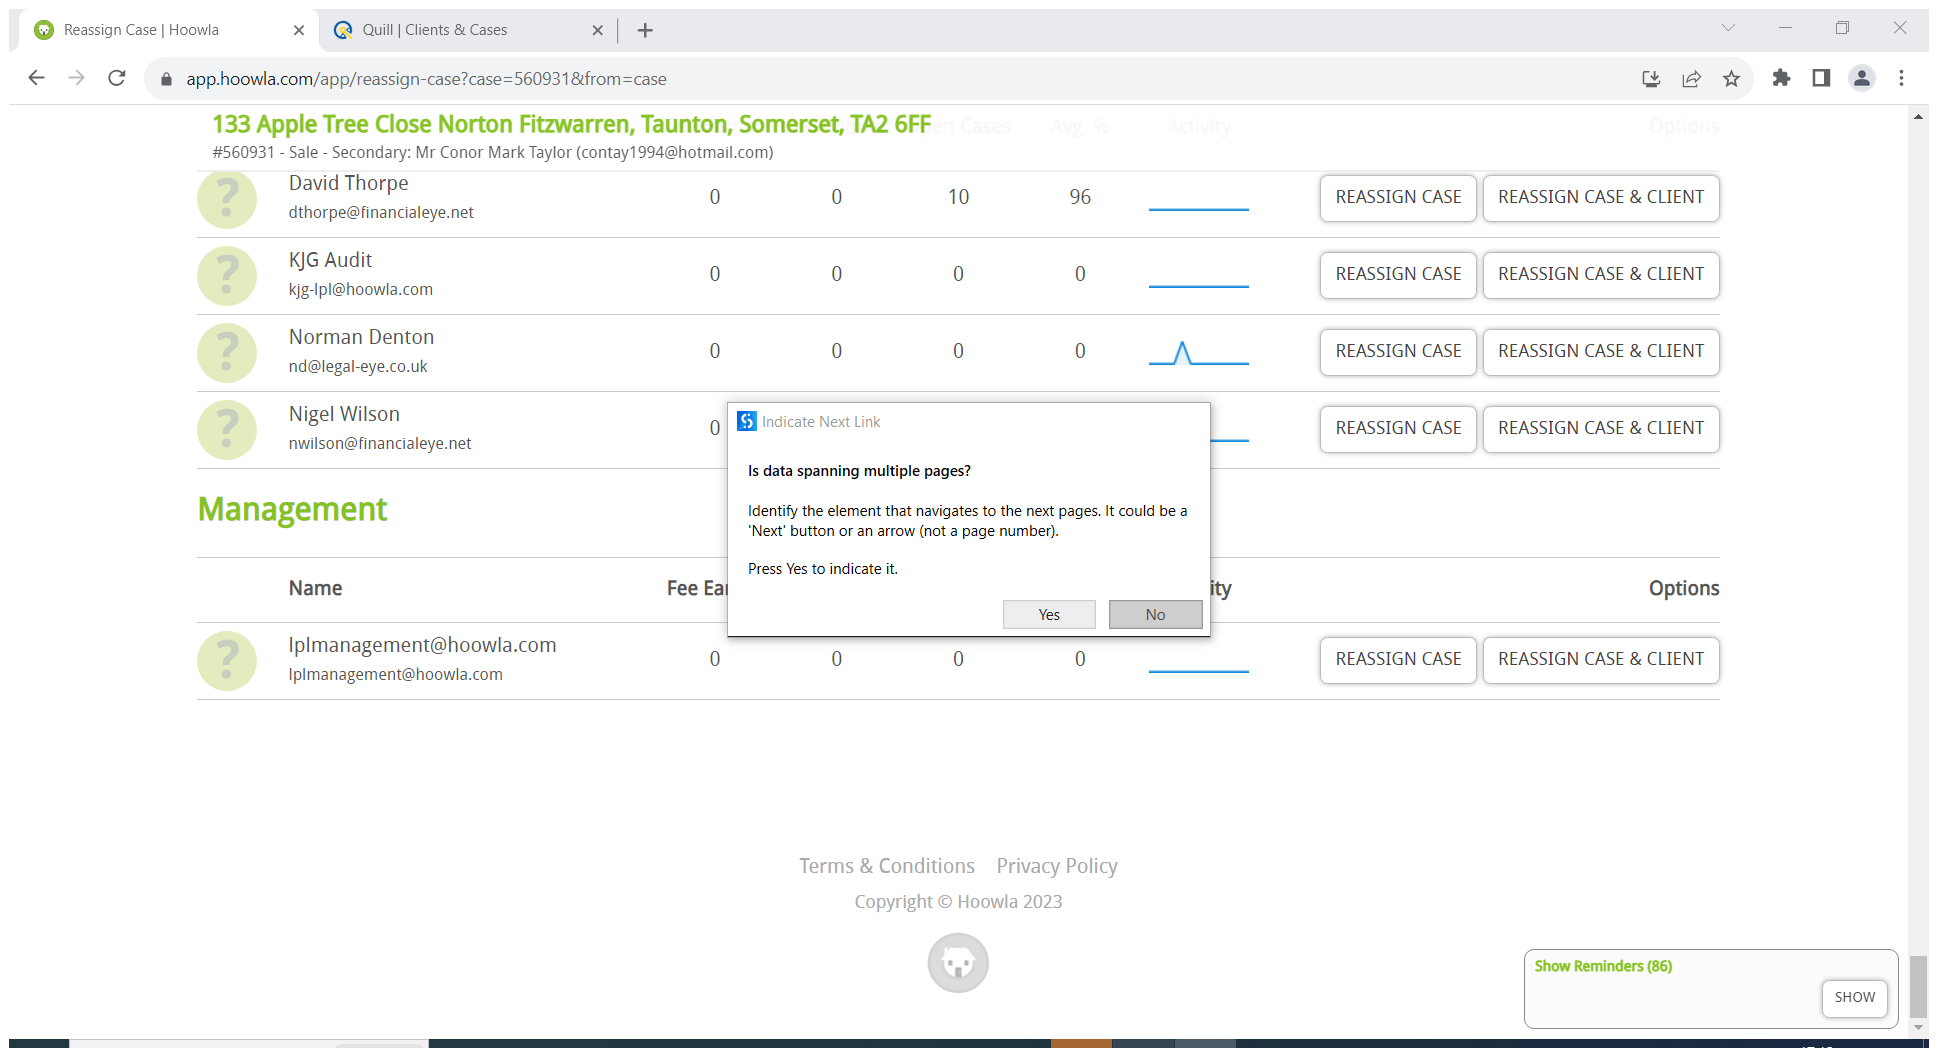 Reassign Case | Hoowla
Quill | Clients & Cases
app.hoowla.com/app/reassign-case?case=560931&from=case
133 Apple Tree Close Norton Fitzwarren, Taunton, Somerset, TA2 6FF
en Cases Avg. % Activity Options
#560931 - Sale - Secondary: Mr Conor Mark Taylor (contay1994@hotmail.com)
David Thorpe
dthorpe@financialeye.net
0 0 10 96 REASSIGN CASE REASSIGN CASE & CLIENT
KJG Audit
kjg-lpl@hoowla.com
0 0 0 0 REASSIGN CASE REASSIGN CASE & CLIENT
Norman Denton
nd@legal-eye.co.uk
0 0 0 0 REASSIGN CASE REASSIGN CASE & CLIENT
Nigel Wilson
nwilson@financialeye.net
0 REASSIGN CASE REASSIGN CASE & CLIENT
Indicate Next Link
Is data spanning multiple pages?
Identify the element that navigates to the next pages. It could be a
'Next' button or an arrow (not a page number).
Press Yes to indicate it.
Yes No
Management
Name Fee Ear ity Options
lplmanagement@hoowla.com
lplmanagement@hoowla.com
0 0 0 0 REASSIGN CASE REASSIGN CASE & CLIENT
Terms & Conditions Privacy Policy
Copyright © Hoowla 2023
Show Reminders (86)
SHOW